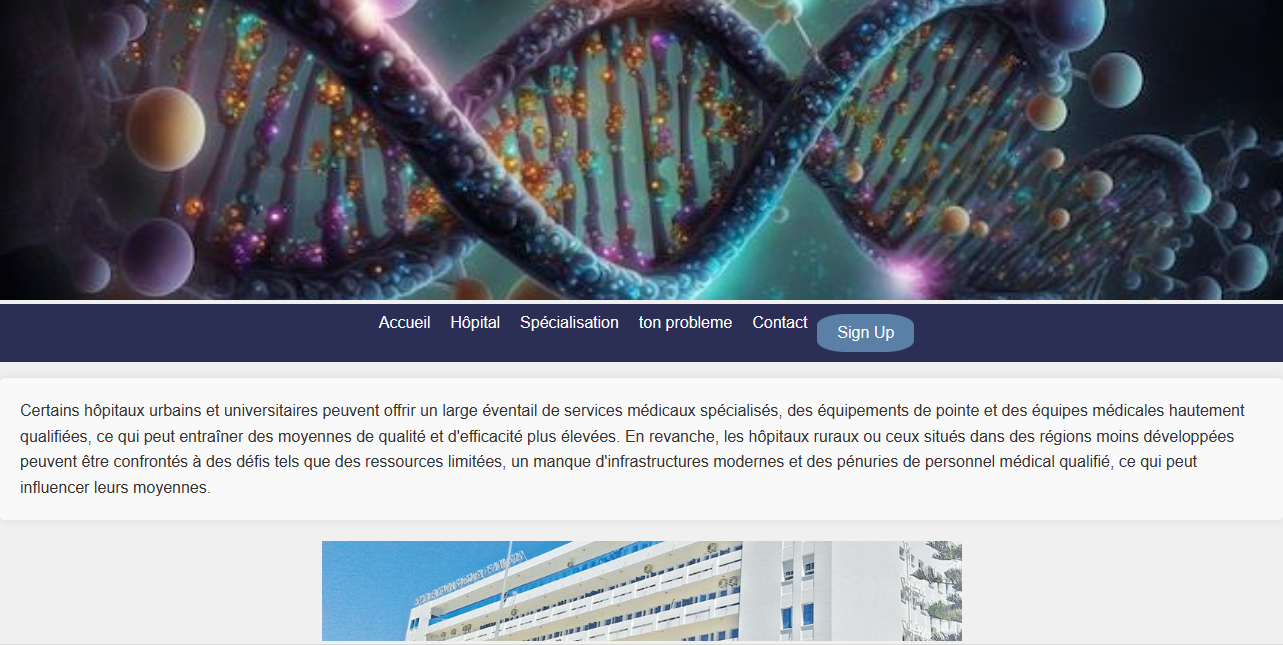 Accueil Hôpital Spécialisation ton probleme Contact Sign Up
Certains hôpitaux urbains et universitaires peuvent offrir un large éventail de services médicaux spécialisés, des équipements de pointe et des équipes médicales hautement
qualifiées, ce qui peut entraîner des moyennes de qualité et d'efficacité plus élevées. En revanche, les hôpitaux ruraux ou ceux situés dans des régions moins développées
peuvent être confrontés à des défis tels que des ressources limitées, un manque d'infrastructures modernes et des pénuries de personnel médical qualifié, ce qui peut
influencer leurs moyennes.